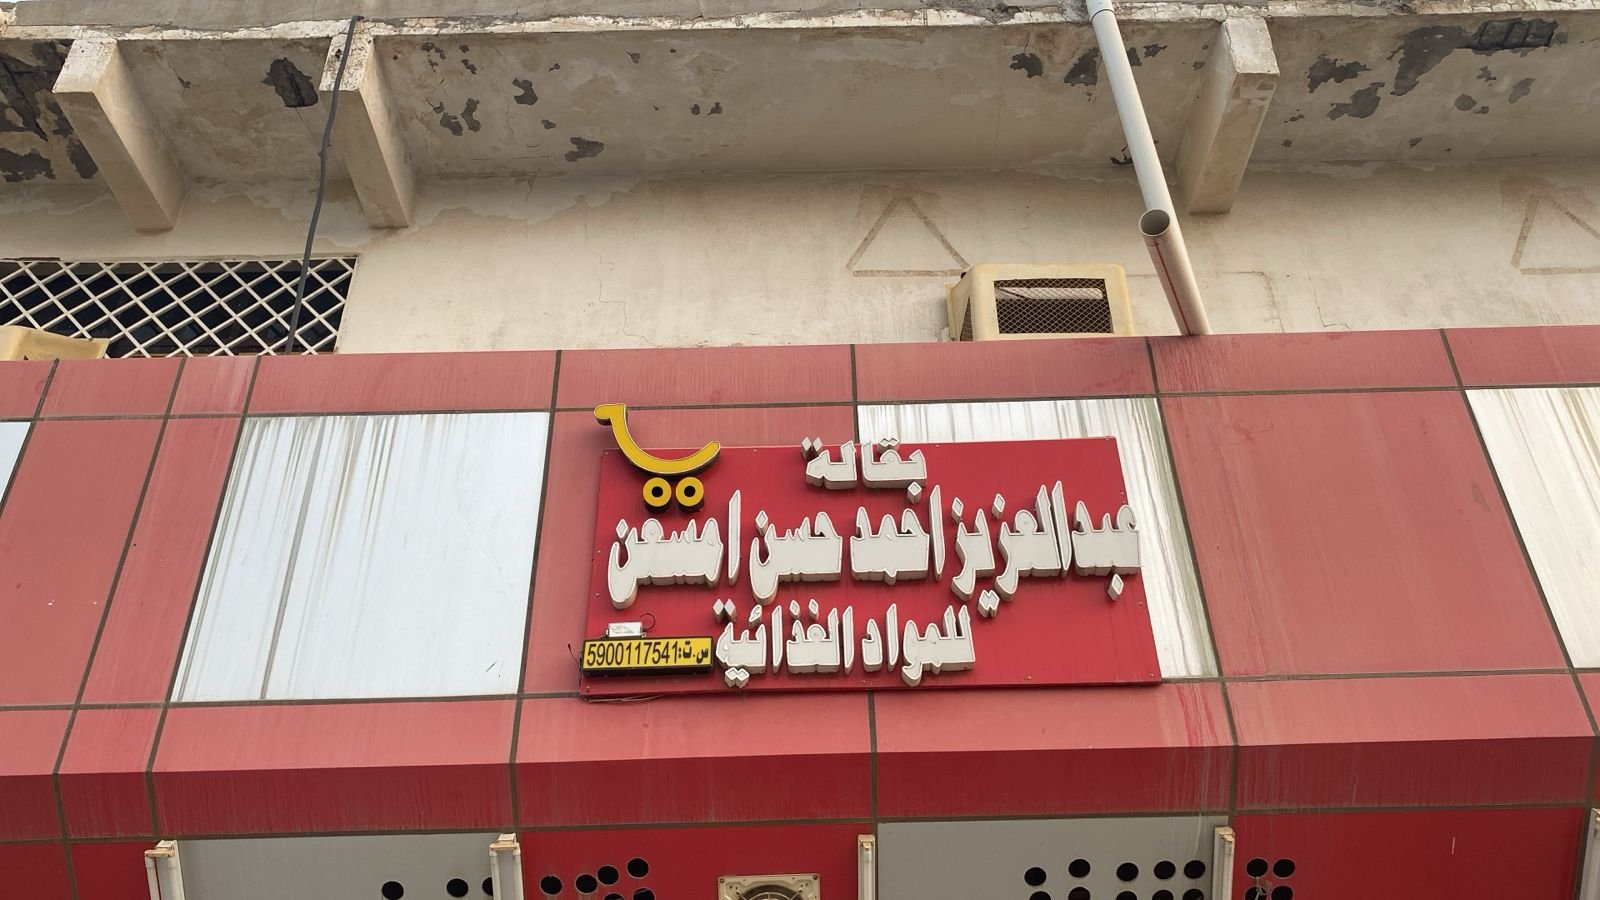 بقالة
عبدالعزيز احمد حسن امسعن
للمواد الغذائية
س.ت:5900117541